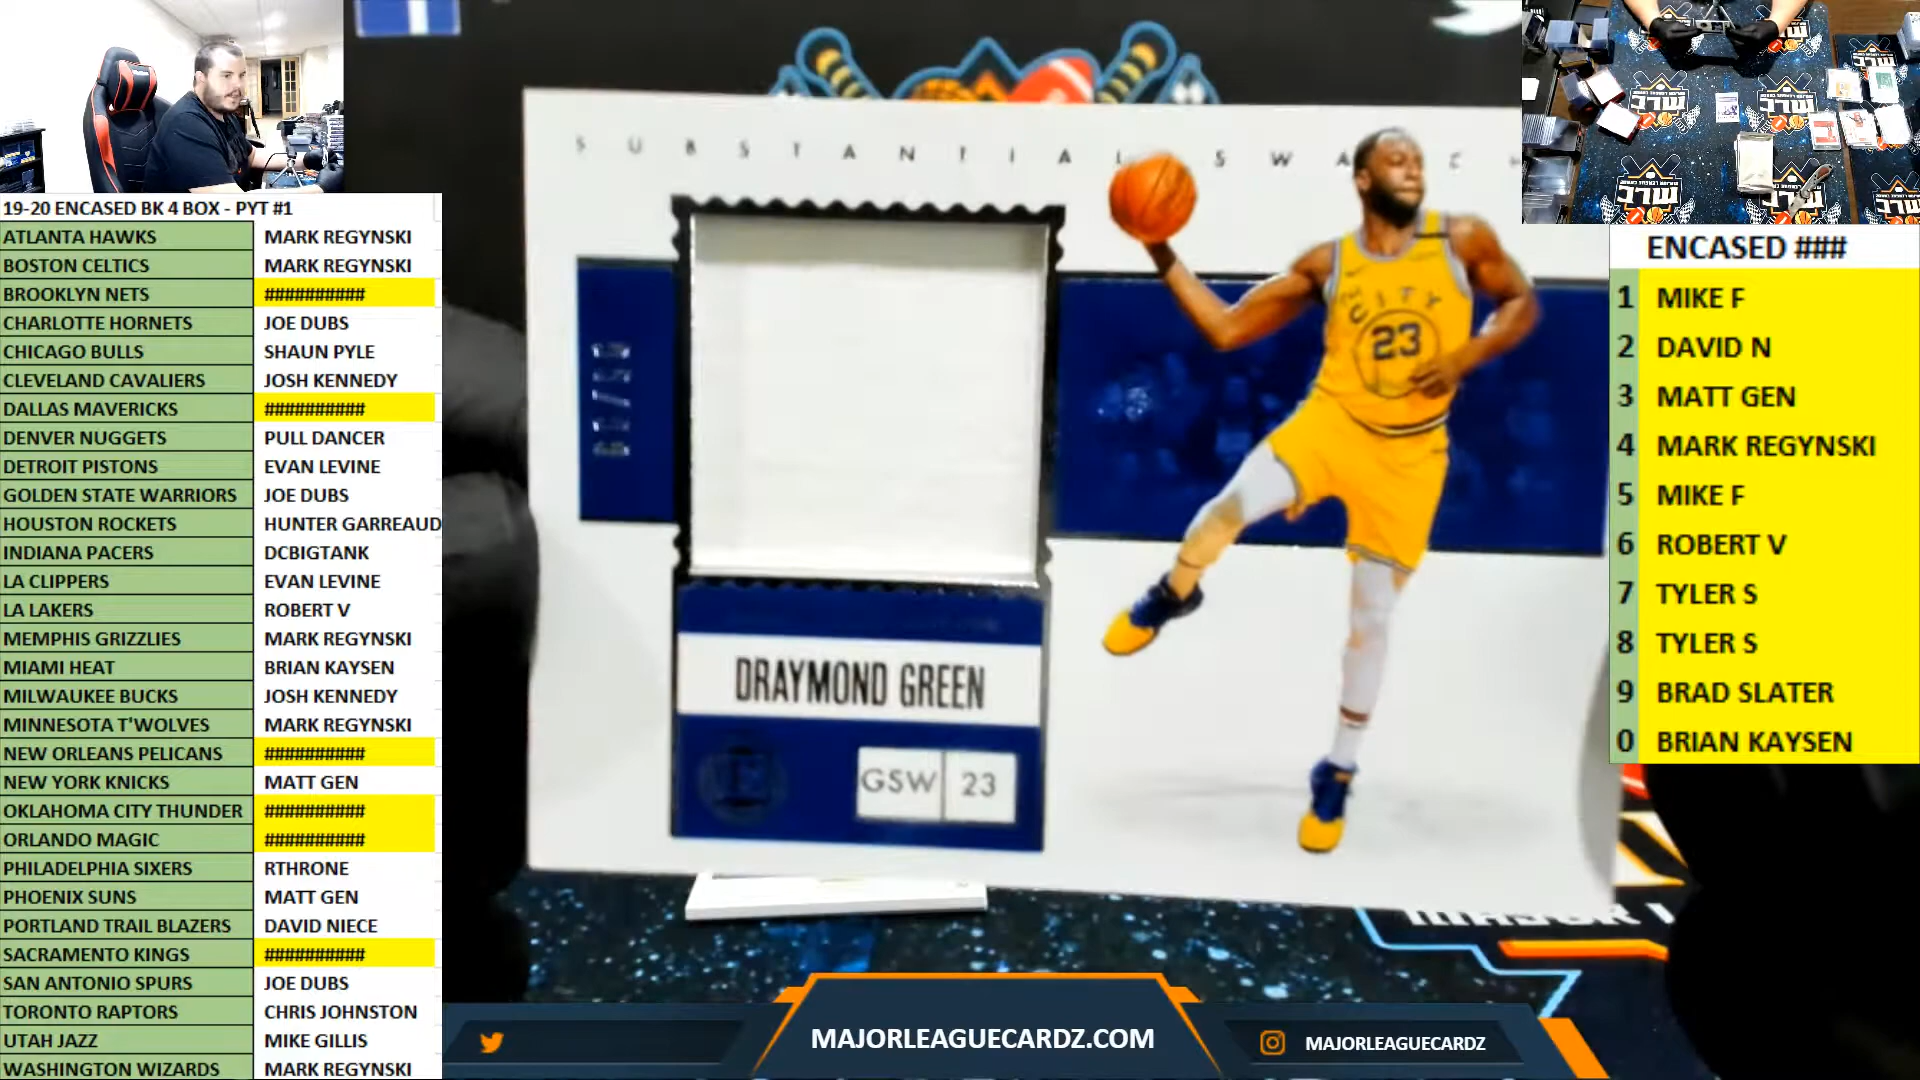 19-20 ENCASED BK 4 BOX - PYT #1
ATLANTA HAWKS MARK REGYNSKI
BOSTON CELTICS MARK REGYNSKI
BROOKLYN NETS ##########
CHARLOTTE HORNETS JOE DUBS
CHICAGO BULLS SHAUN PYLE
CLEVELAND CAVALIERS JOSH KENNEDY
DALLAS MAVERICKS ##########
DENVER NUGGETS PULL DANCER
DETROIT PISTONS EVAN LEVINE
GOLDEN STATE WARRIORS JOE DUBS
HOUSTON ROCKETS HUNTER GARREAUD
INDIANA PACERS DCBIGTANK
LA CLIPPERS EVAN LEVINE
LA LAKERS ROBERT V
MEMPHIS GRIZZLIES MARK REGYNSKI
MIAMI HEAT BRIAN KAYSEN
MILWAUKEE BUCKS JOSH KENNEDY
MINNESOTA T'WOLVES MARK REGYNSKI
NEW ORLEANS PELICANS ##########
NEW YORK KNICKS MATT GEN
OKLAHOMA CITY THUNDER ##########
ORLANDO MAGIC ##########
PHILADELPHIA SIXERS RTHRONE
PHOENIX SUNS MATT GEN
PORTLAND TRAIL BLAZERS DAVID NIECE
SACRAMENTO KINGS ##########
SAN ANTONIO SPURS JOE DUBS
TORONTO RAPTORS CHRIS JOHNSTON
UTAH JAZZ MIKE GILLIS
WASHINGTON WIZARDS MARK REGYNSKI
SUBSTANTIAL
CITY
23
DRAYMOND GREEN
GSW 23
ENCASED ###
1 MIKE F
2 DAVID N
3 MATT GEN
4 MARK REGYNSKI
5 MIKE F
6 ROBERT V
7 TYLER S
8 TYLER S
9 BRAD SLATER
0 BRIAN KAYSEN
MAJORLEAGUECARDZ.COM
MAJORLEAGUECARDZ